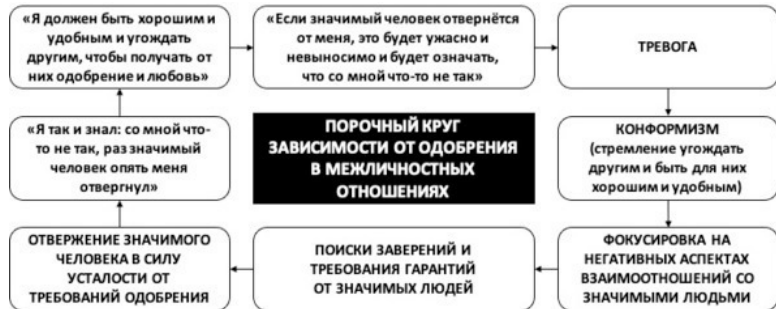 «Я должен быть хорошим и
удобным и угождать
другим, чтобы получать от
них одобрение и любовь»
«Если значимый человек отвернётся
от меня, это будет ужасно и
невыносимо и будет означать,
что со мной что-то не так»
ТРЕВОГА
«Я так и знал: со мной что-
то не так, раз значимый
человек опять меня
отвергнул»
ПОРОЧНЫЙ КРУГ
ЗАВИСИМОСТИ ОТ ОДОБРЕНИЯ
В МЕЖЛИЧНОСТНЫХ
ОТНОШЕНИЯХ
КОНФОРМИЗМ
(стремление угождать
другим и быть для них
хорошим и удобным)
ОТВЕРЖЕНИЕ ЗНАЧИМОГО
ЧЕЛОВЕКА В СИЛУ
УСТАЛОСТИ ОТ
ТРЕБОВАНИЙ ОДОБРЕНИЯ
ПОИСКИ ЗАВЕРЕНИЙ И
ТРЕБОВАНИЯ ГАРАНТИЙ
ОТ ЗНАЧИМЫХ ЛЮДЕЙ
ФОКУСИРОВКА НА
НЕГАТИВНЫХ АСПЕКТАХ
ВЗАИМООТНОШЕНИЙ СО
ЗНАЧИМЫМИ ЛЮДЬМИ